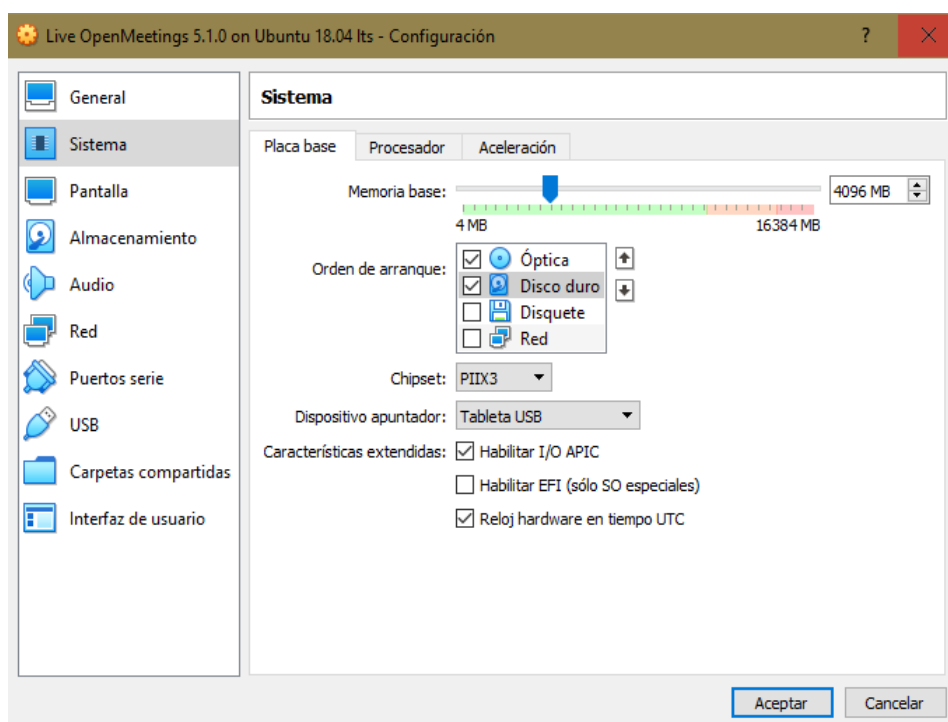 Live OpenMeetings 5.1.0 on Ubuntu 18.04 lts - Configuración ?
General
Sistema
Pantalla
Almacenamiento
Audio
Red
Puertos serie
USB
Carpetas compartidas
Interfaz de usuario
Sistema
Placa base Procesador Aceleración
Memoria base: 4096 MB
4 MB 16384 MB
Orden de arranque: Óptica
Disco duro
Disquete
Red
Chipset: PIIX3
Dispositivo apuntador: Tableta USB
Características extendidas: Habilitar I/O APIC
Habilitar EFI (sólo SO especiales)
Reloj hardware en tiempo UTC
Aceptar Cancelar